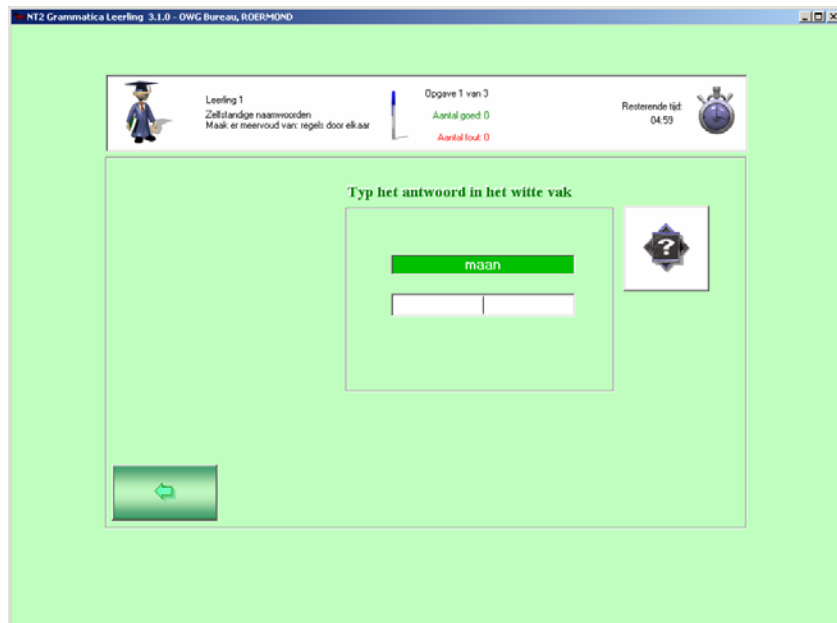 NT2 Grammatica Leerling 3.1.0 - OWG Bureau, ROERMOND
Leerling 1
Zelfstandige naamwoorden
Maak er meervoud van: regels door elkaar
Opgave 1 van 3
Aantal goed: 0
Aantal fout: 0
Resterende tijd:
04:59
Typ het antwoord in het witte vak
maan
?